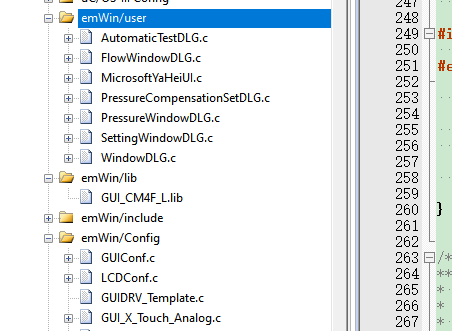 uC/OS-III Config
emWin/user
AutomaticTestDLG.c
FlowWindowDLG.c
MicrosoftYaHeiUI.c
PressureCompensationSetDLG.c
PressureWindowDLG.c
SettingWindowDLG.c
WindowDLG.c
emWin/lib
GUI_CM4F_L.lib
emWin/include
emWin/Config
GUIConf.c
LCDConf.c
GUIDRV_Template.c
GUI_X_Touch_Analog.c
247
248
249 #i
250
251 #e
252
253
254
255
256
257
258
259
260 }
261
262
263 /*
264 **
265 *
266 *
267 *